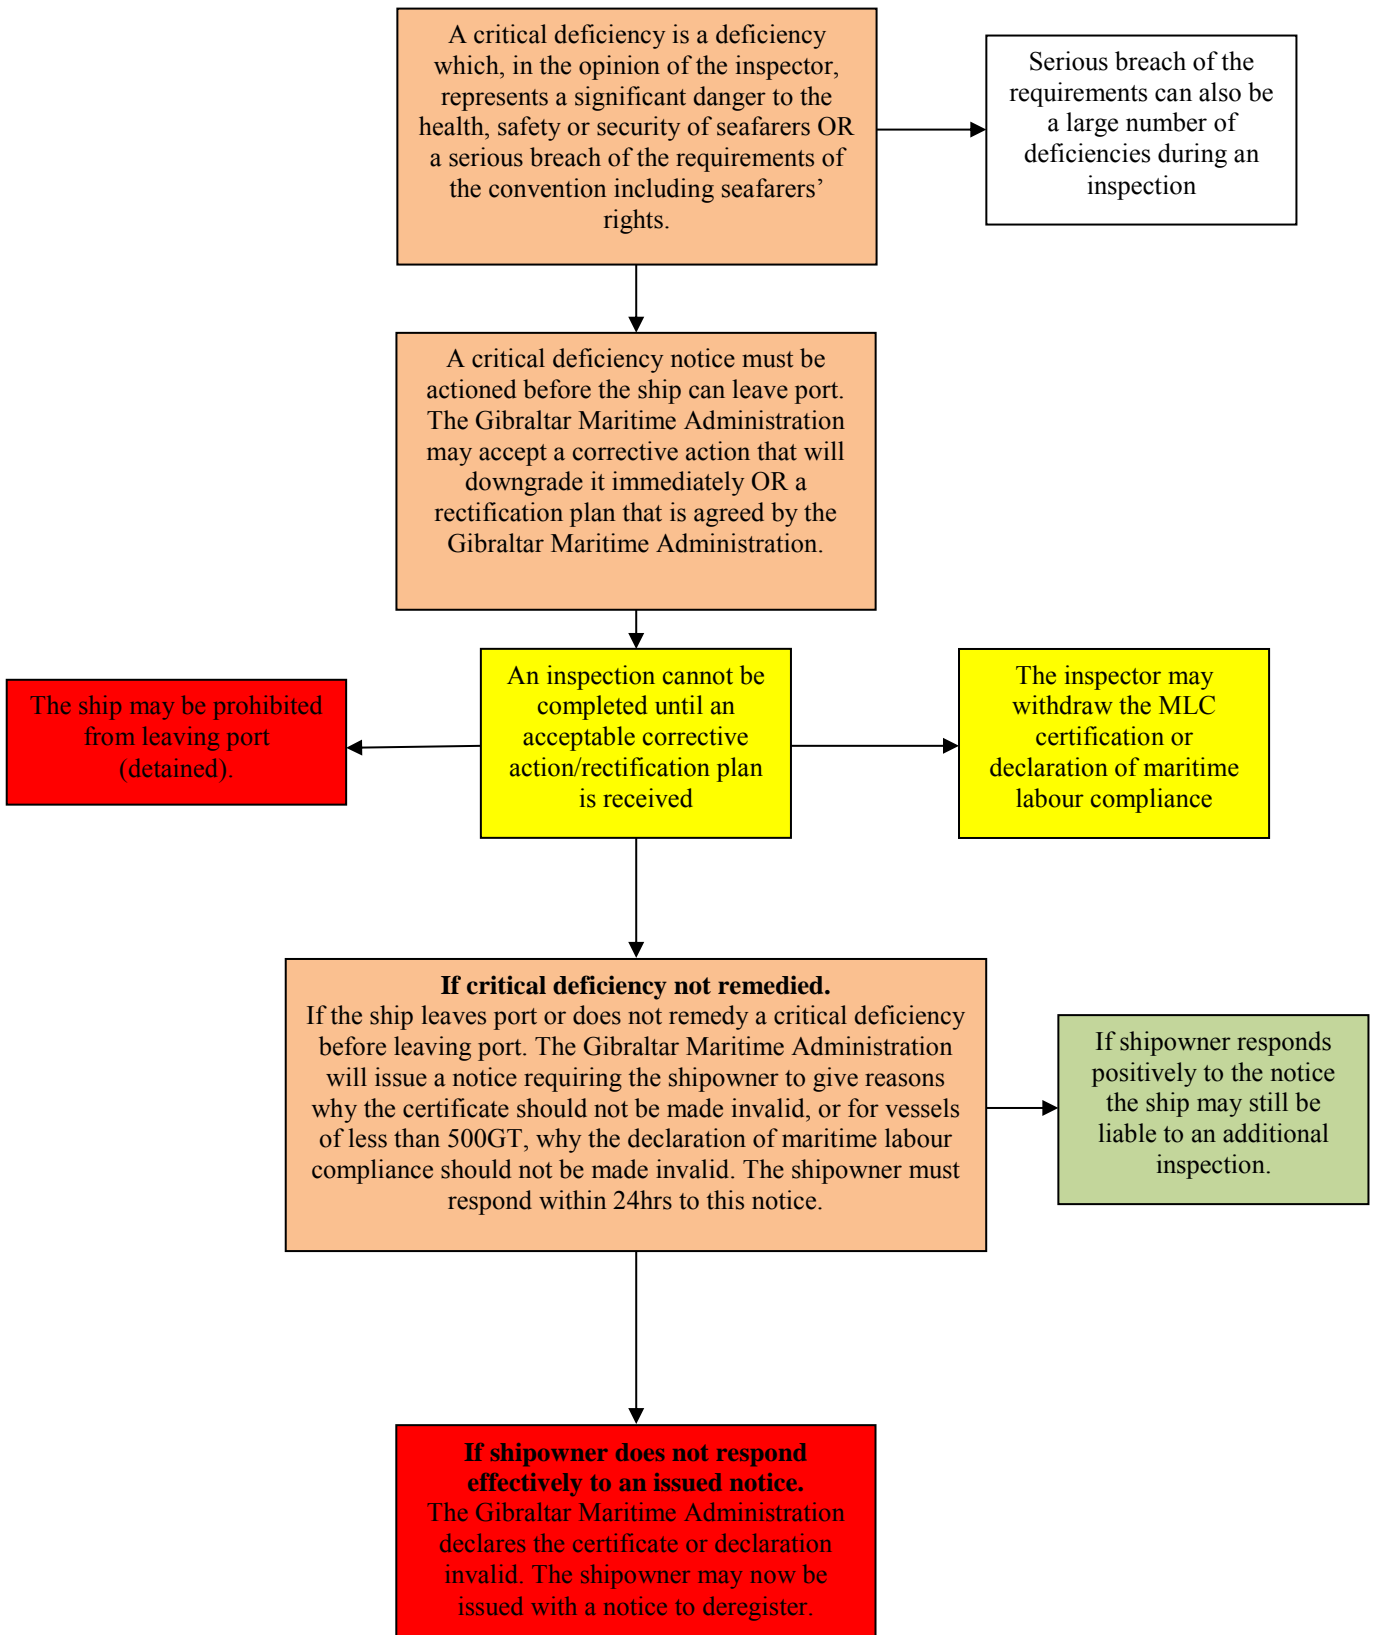 A critical deficiency is a deficiency
which, in the opinion of the inspector,
represents a significant danger to the
health, safety or security of seafarers OR
a serious breach of the requirements of
the convention including seafarers’
rights.
Serious breach of the
requirements can also be
a large number of
deficiencies during an
inspection
A critical deficiency notice must be
actioned before the ship can leave port.
The Gibraltar Maritime Administration
may accept a corrective action that will
downgrade it immediately OR a
rectification plan that is agreed by the
Gibraltar Maritime Administration.
The ship may be prohibited
from leaving port
(detained).
An inspection cannot be
completed until an
acceptable corrective
action/rectification plan
is received
The inspector may
withdraw the MLC
certification or
declaration of maritime
labour compliance
If critical deficiency not remedied.
If the ship leaves port or does not remedy a critical deficiency
before leaving port. The Gibraltar Maritime Administration
will issue a notice requiring the shipowner to give reasons
why the certificate should not be made invalid, or for vessels
of less than 500GT, why the declaration of maritime labour
compliance should not be made invalid. The shipowner must
respond within 24hrs to this notice.
If shipowner responds
positively to the notice
the ship may still be
liable to an additional
inspection.
If shipowner does not respond
effectively to an issued notice.
The Gibraltar Maritime Administration
declares the certificate or declaration
invalid. The shipowner may now be
issued with a notice to deregister.